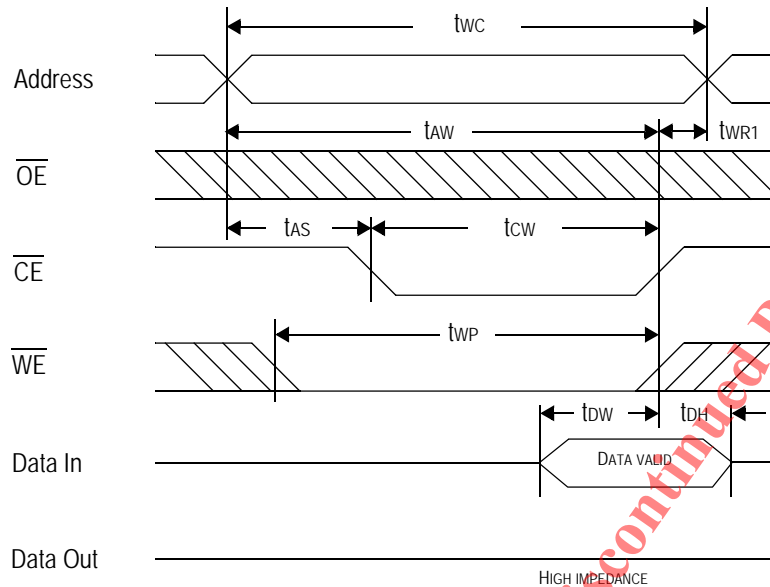 tWC
Address
tAW
tWR1
OE
tAS
tCW
CE
tWP
WE
tDW
tDH
Data In
DATA VALID
Data Out
HIGH IMPEDANCE
scontinued